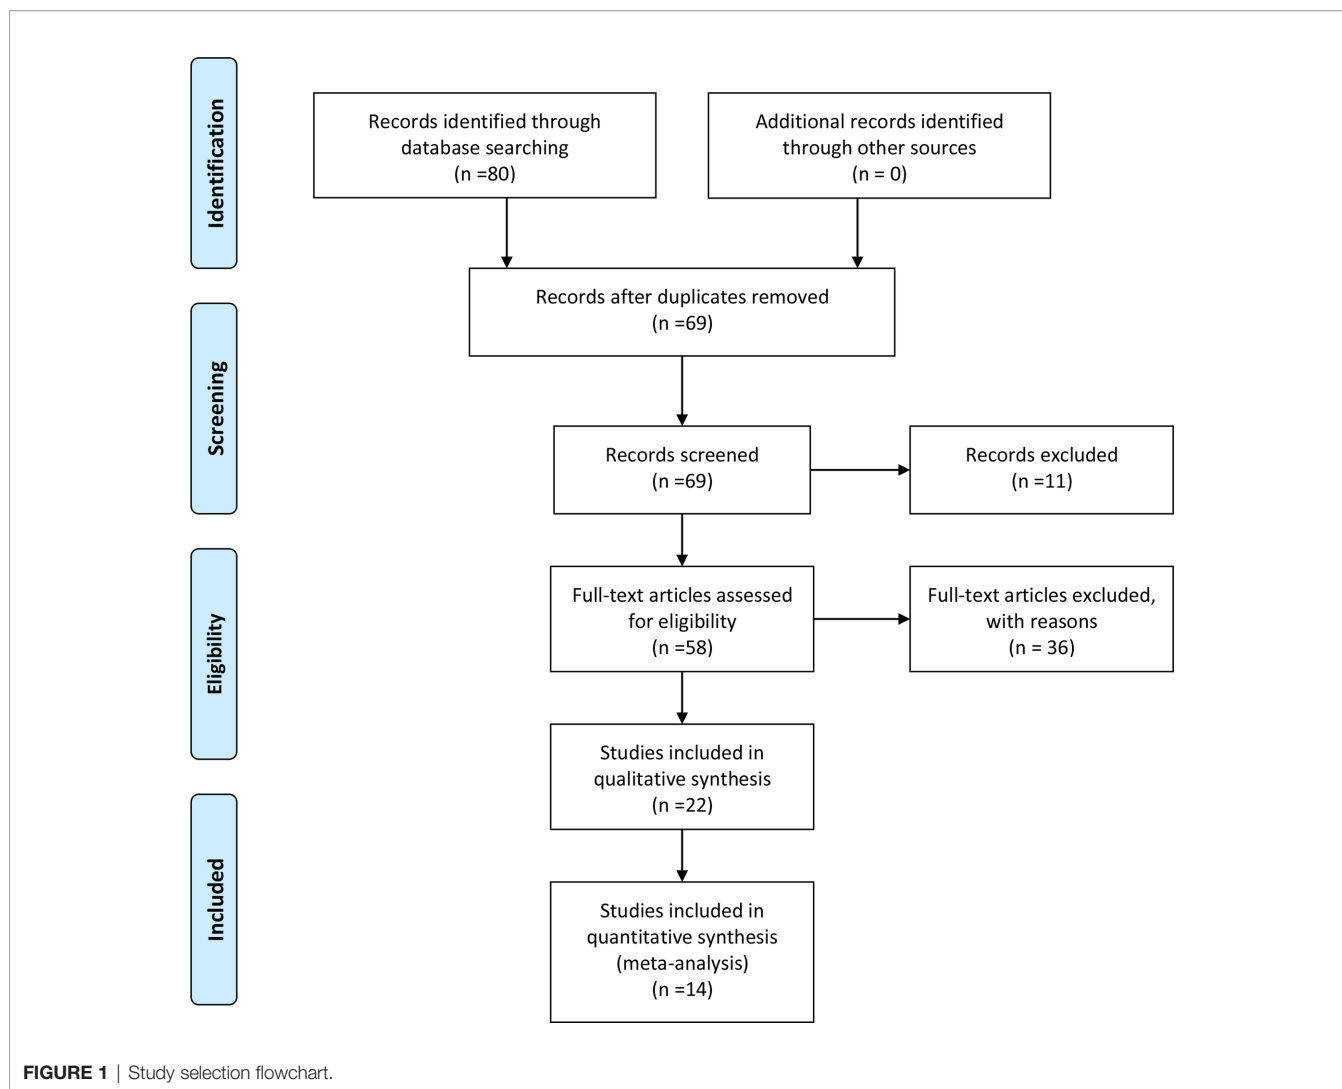 Identification
Records identified through
database searching
(n =80)
Additional records identified
through other sources
(n = 0)
Records after duplicates removed
(n =69)
Screening
Records screened
(n =69)
Records excluded
(n =11)
Eligibility
Full-text articles assessed
for eligibility
(n =58)
Full-text articles excluded,
with reasons
(n = 36)
Studies included in
qualitative synthesis
(n =22)
Included
Studies included in
quantitative synthesis
(meta-analysis)
(n =14)
FIGURE 1 | Study selection flowchart.